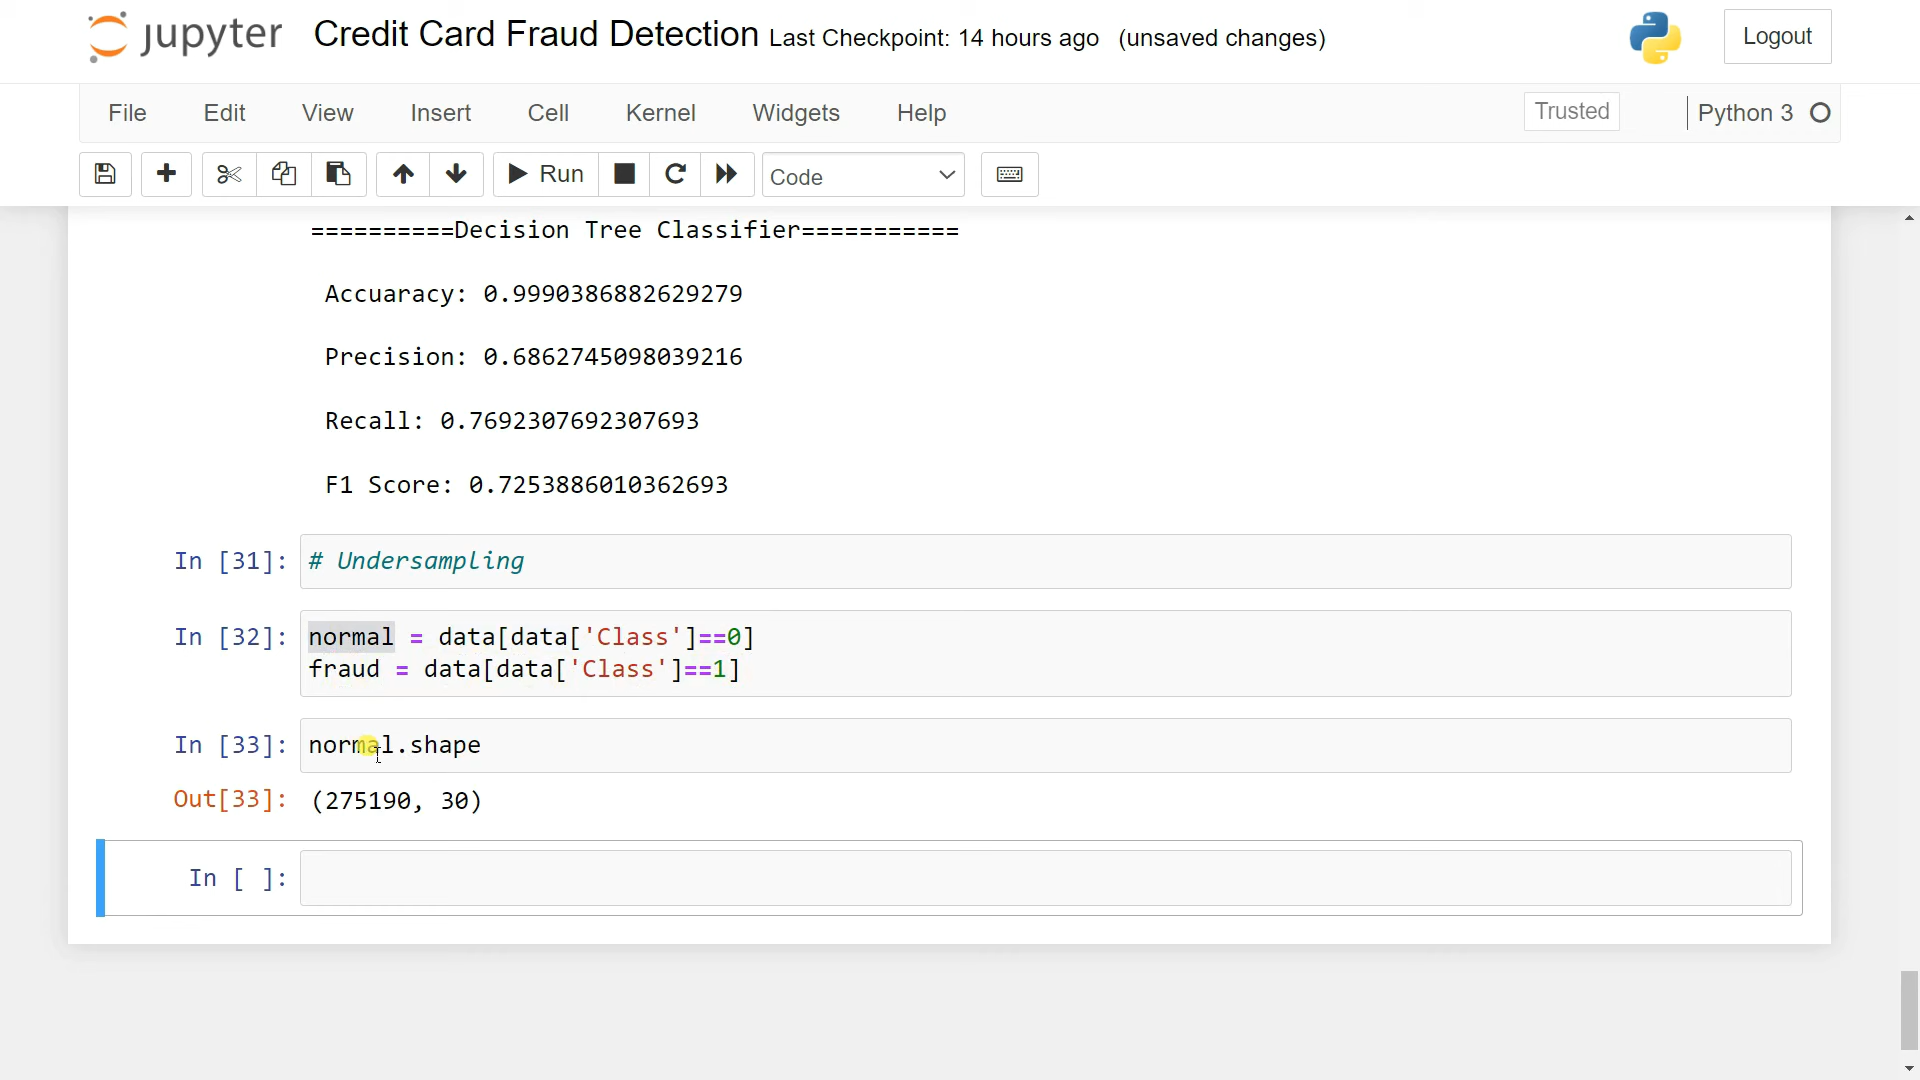 jupyter Credit Card Fraud Detection Last Checkpoint: 14 hours ago (unsaved changes) Logout
File Edit View Insert Cell Kernel Widgets Help Trusted Python 3
Run Code
==========Decision Tree Classifier===========
Accuaracy: 0.9990386882629279
Precision: 0.6862745098039216
Recall: 0.7692307692307693
F1 Score: 0.7253886010362693
In [31]: # Undersampling
In [32]: normal = data[data['Class']==0]
fraud = data[data['Class']==1]
In [33]: normal.shape
Out[33]: (275190, 30)
In [ ]: